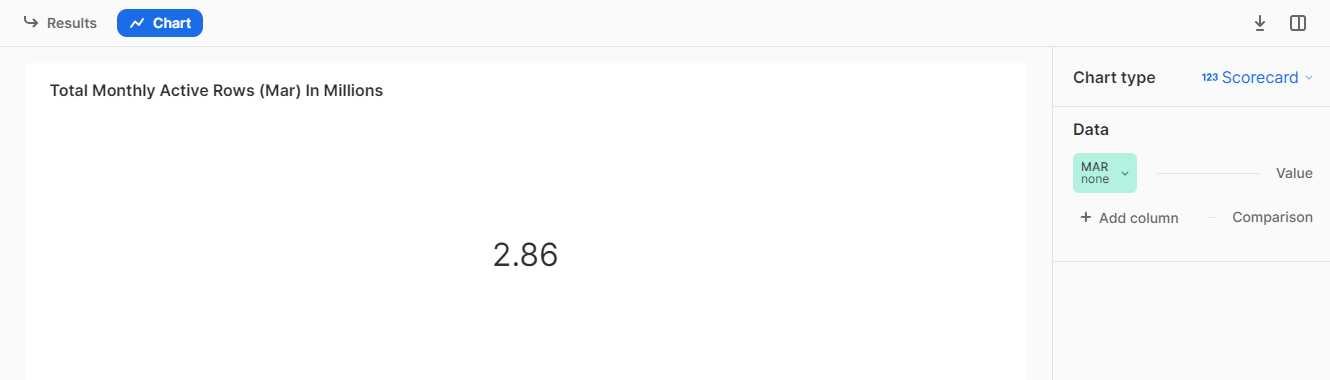 Results
Chart
Total Monthly Active Rows (Mar) In Millions
2.86
Chart type
123 Scorecard
Data
MAR
none
Value
+ Add column
Comparison